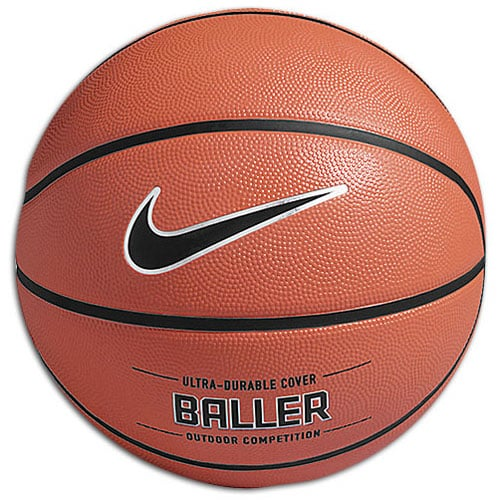 ULTRA-DURABLE COVER
BALLER
OUTDOOR COMPETITION